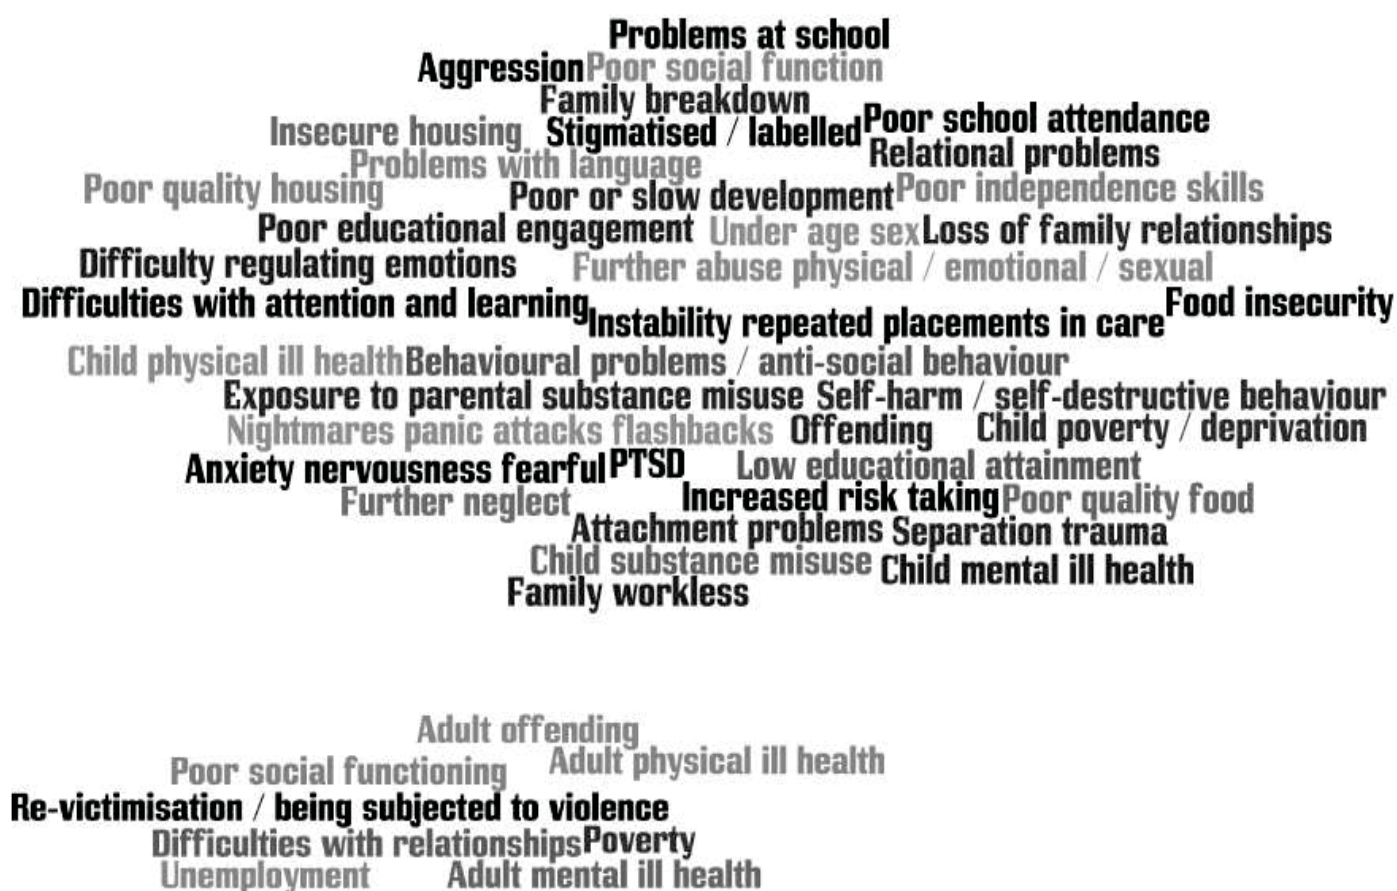 Problems at school
Aggression Poor social function
Family breakdown
Insecure housing Stigmatised / labelled Poor school attendance
Problems with language Relational problems
Poor quality housing Poor or slow development Poor independence skills
Poor educational engagement Under age sex Loss of family relationships
Difficulty regulating emotions Further abuse physical / emotional / sexual
Difficulties with attention and learning Instability repeated placements in care Food insecurity
Child physical ill health Behavioural problems / anti-social behaviour
Exposure to parental substance misuse Self-harm / self-destructive behaviour
Nightmares panic attacks flashbacks Offending Child poverty / deprivation
Anxiety nervousness fearful PTSD Low educational attainment
Further neglect Increased risk taking Poor quality food
Attachment problems Separation trauma
Child substance misuse Child mental ill health
Family workless
Adult offending
Poor social functioning Adult physical ill health
Re-victimisation / being subjected to violence
Difficulties with relationships Poverty
Unemployment Adult mental ill health